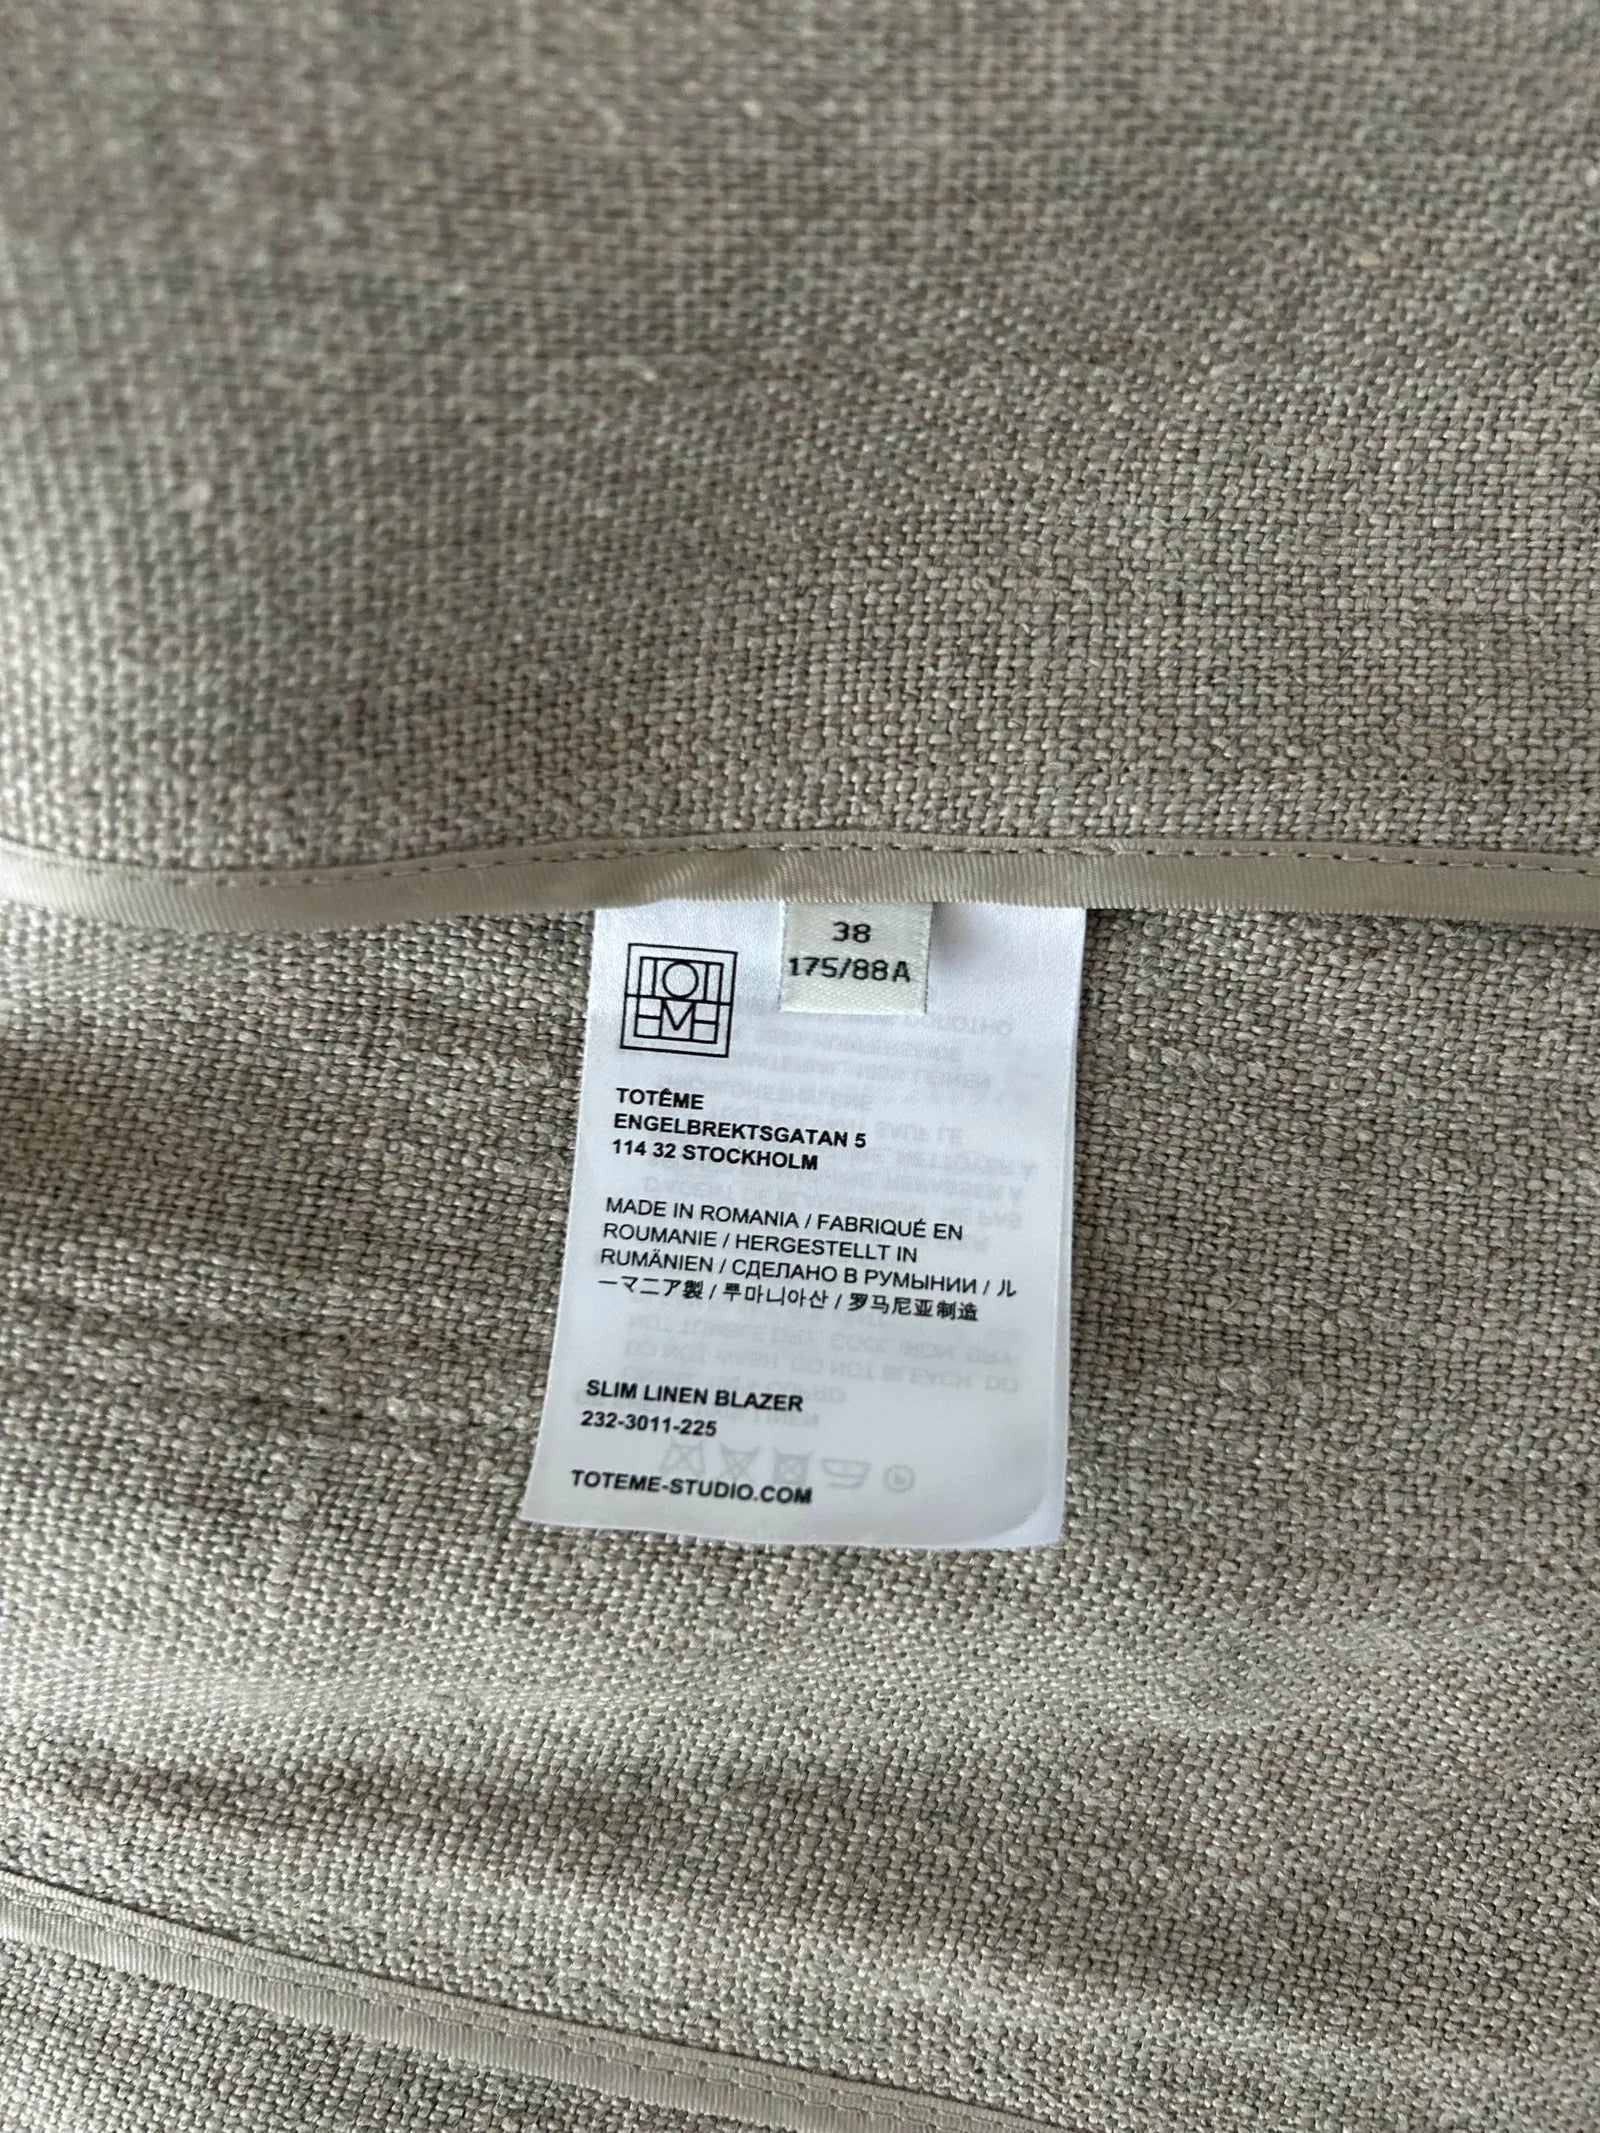 38
175/88A
TOTÊME
TOTÊME
ENGELBREKTSGATAN 5
114 32 STOCKHOLM
MADE IN ROMANIA / FABRIQUÉ EN
ROUMANIE / HERGESTELLT IN
RUMÄNIEN / СДЕЛАНО В РУМЫНИИ / ル
ーマニア製 / 루마니아산 / 罗马尼亚制造
SLIM LINEN BLAZER
232-3011-225
TOTEME-STUDIO.COM